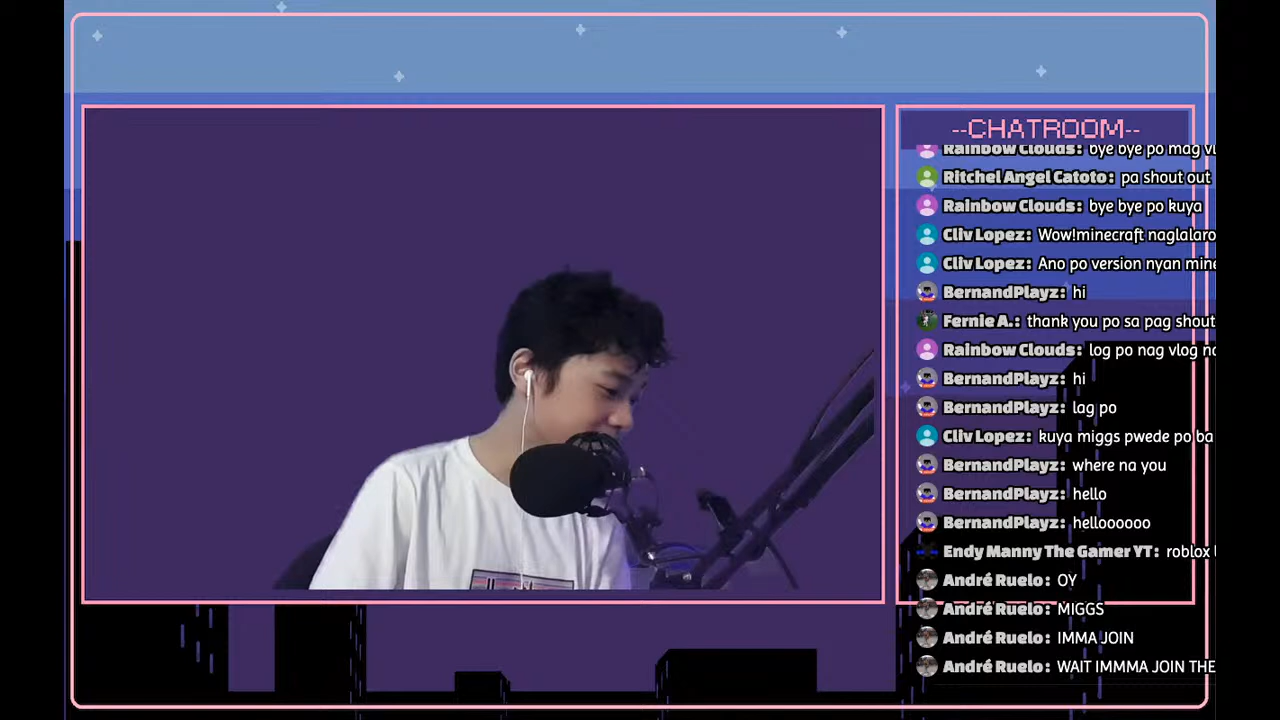 --CHATROOM--
Rainbow Clouds: bye bye po mag vl
Ritchel Angel Catoto: pa shout out
Rainbow Clouds: bye bye po kuya
Cliv Lopez: Wow!minecraft naglalaro
Cliv Lopez: Ano po version nyan mine
BernandPlayz: hi
Fernie A.: thank you po sa pag shout
Rainbow Clouds: log po nag vlog na
BernandPlayz: hi
BernandPlayz: lag po
Cliv Lopez: kuya miggs pwede po ba
BernandPlayz: where na you
BernandPlayz: hello
BernandPlayz: helloooooo
Endy Manny The Gamer YT: roblox
André Ruelo: OY
André Ruelo: MIGGS
André Ruelo: IMMA JOIN
André Ruelo: WAIT IMMMA JOIN THE